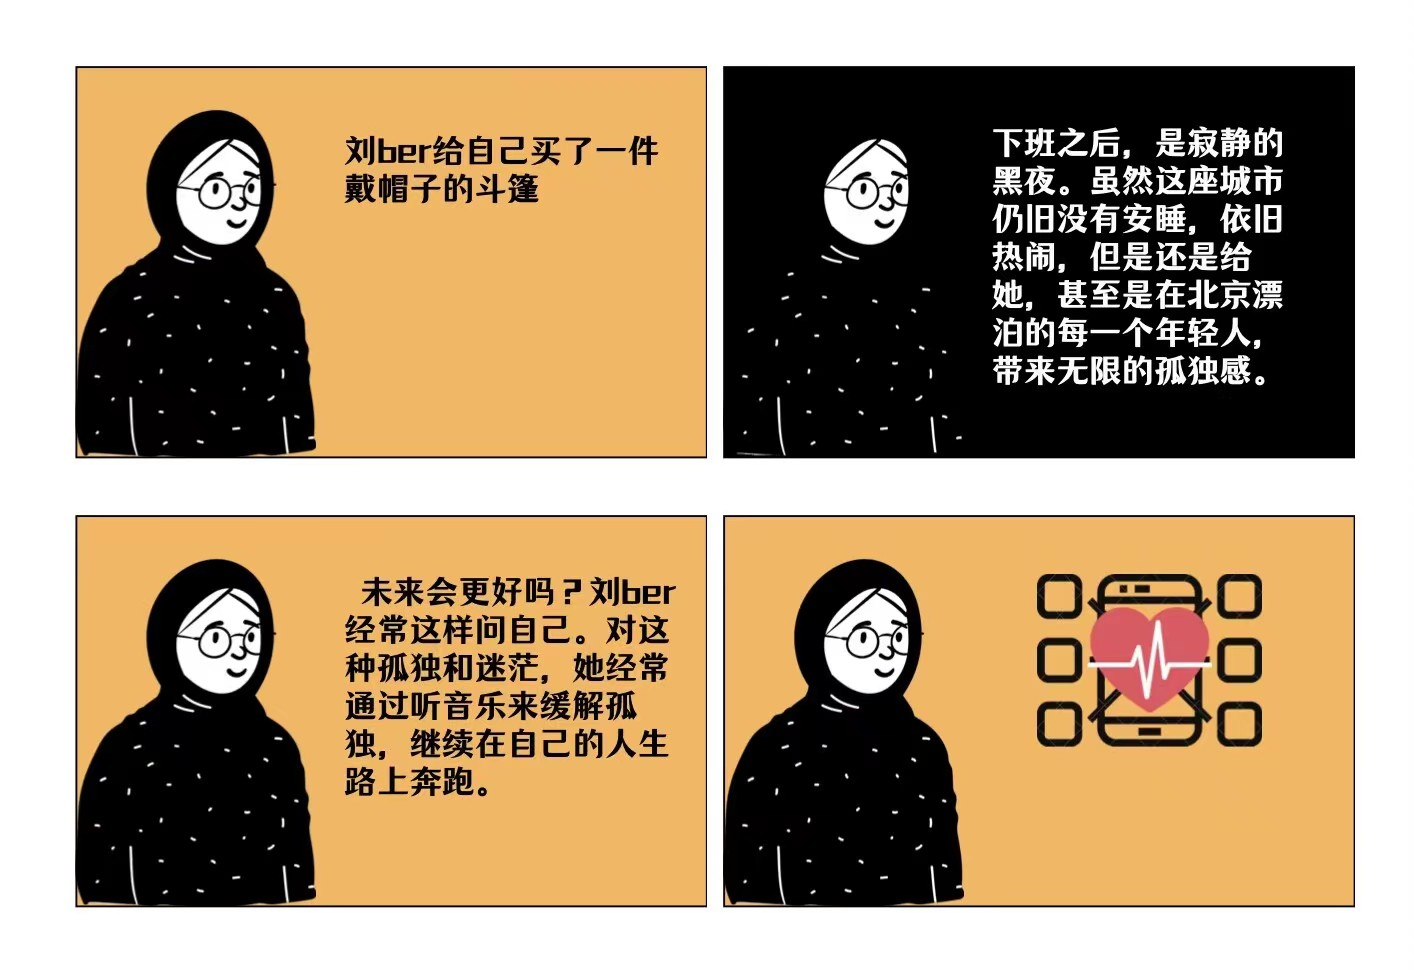 刘ber给自己买了一件
戴帽子的斗篷
下班之后，是寂静的
黑夜。虽然这座城市
仍旧没有安睡，依旧
热闹，但是还是给
她，甚至是在北京漂
泊的每一个年轻人，
带来无限的孤独感。
未来会更好吗？刘ber
经常这样问自己。对这
种孤独和迷茫，她经常
通过听音乐来缓解孤
独，继续在自己的人生
路上奔跑。